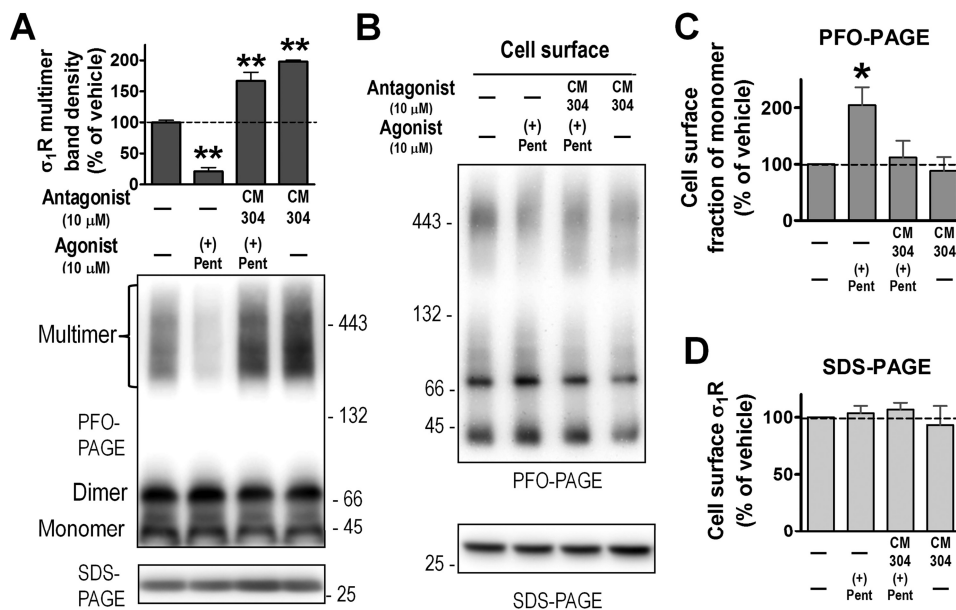 A
σ1R multimer
band density
(% of vehicle)
200
150
100
50
0
**
**
**
Antagonist
(10 µM)
—
—
CM
304
CM
304
Agonist
(10 µM)
—
(+)
Pent
(+)
Pent
—
Multimer
- 443
- 132
PFO-
PAGE
Dimer
- 66
Monomer
- 45
SDS-
PAGE
- 25
B
Cell surface
Antagonist
(10 µM)
—
—
CM
304
CM
304
Agonist
(10 µM)
—
(+)
Pent
(+)
Pent
—
443 -
132 -
66 -
45 -
PFO-PAGE
25 -
SDS-PAGE
C
PFO-PAGE
Cell surface
fraction of monomer
(% of vehicle)
200
100
0
*
—
—
CM
304
CM
304
—
(+)
Pent
(+)
Pent
—
D
SDS-PAGE
Cell surface σ1R
(% of vehicle)
100
50
0
—
—
CM
304
CM
304
—
(+)
Pent
(+)
Pent
—